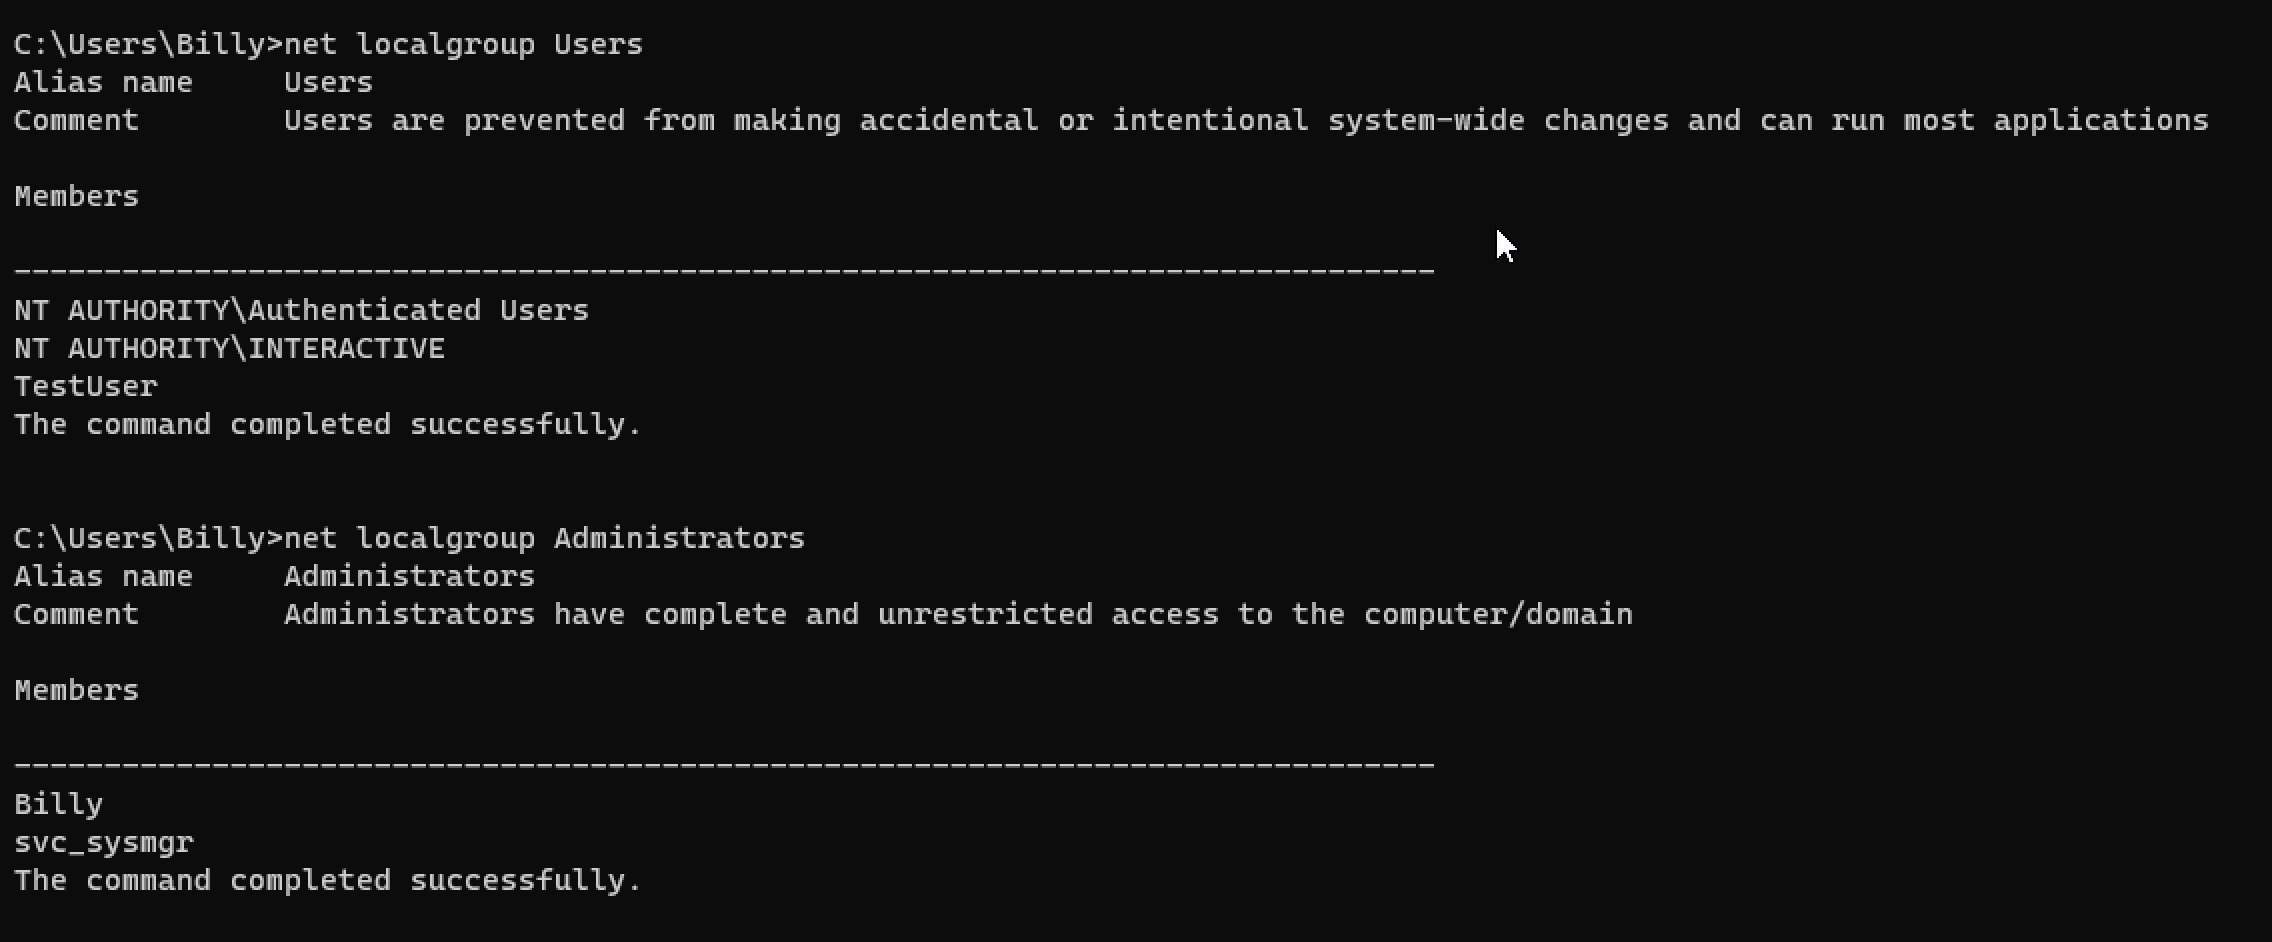 C:\Users\Billy>net localgroup Users
Alias name     Users
Comment        Users are prevented from making accidental or intentional system-wide changes and can run most applications
Members
-------------------------------------------------------------------------------
NT AUTHORITY\Authenticated Users
NT AUTHORITY\INTERACTIVE
TestUser
The command completed successfully.
C:\Users\Billy>net localgroup Administrators
Alias name     Administrators
Comment        Administrators have complete and unrestricted access to the computer/domain
Members
-------------------------------------------------------------------------------
Billy
svc_sysmgr
The command completed successfully.